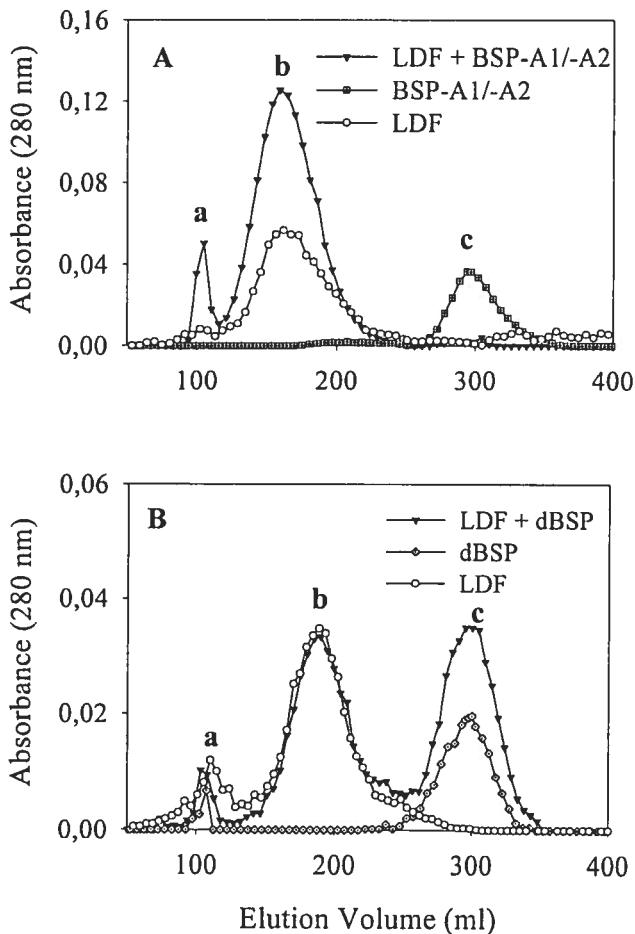 0,16
A
b
LDF + BSP-A1/-A2
BSP-A1/-A2
LDF
0,12
a
0,08
c
0,04
0,00
Absorbance (280 nm)
100 200 300 400
0,06
B
LDF + dBSP
dBSP
LDF
0,04
b
c
0,02
a
0,00
Absorbance (280 nm)
100 200 300 400
Elution Volume (ml)